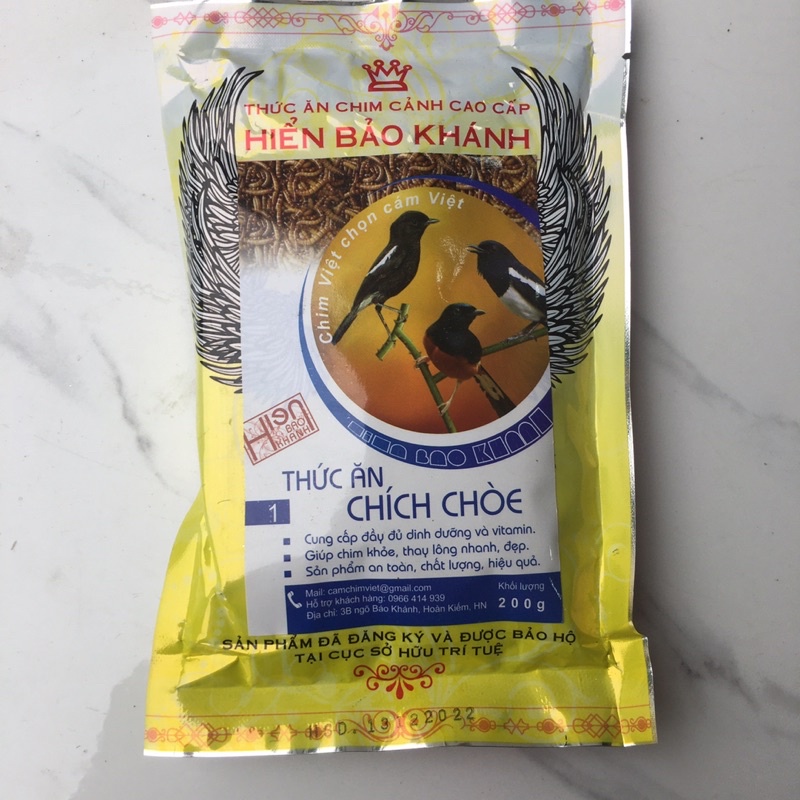 THỨC ĂN CHIM CẢNH CAO CẤP
HIỂN BẢO KHÁNH
Chim Việt chọn cám Việt
Hiển
BẢO
KHÁNH
THỨC ĂN
1 CHÍCH CHÒE
Cung cấp đầy đủ dinh dưỡng và vitamin.
Giúp chim khỏe, thay lông nhanh, đẹp.
Sản phẩm an toàn, chất lượng, hiệu quả.
Mail: camchimviet@gmail.com
Hỗ trợ khách hàng: 0966 414 939
Địa chỉ: 3B ngõ Bảo Khánh, Hoàn Kiếm, HN
Khối lượng
200g
SẢN PHẨM ĐÃ ĐĂNG KÝ VÀ ĐƯỢC BẢO HỘ
TẠI CỤC SỞ HỮU TRÍ TUỆ